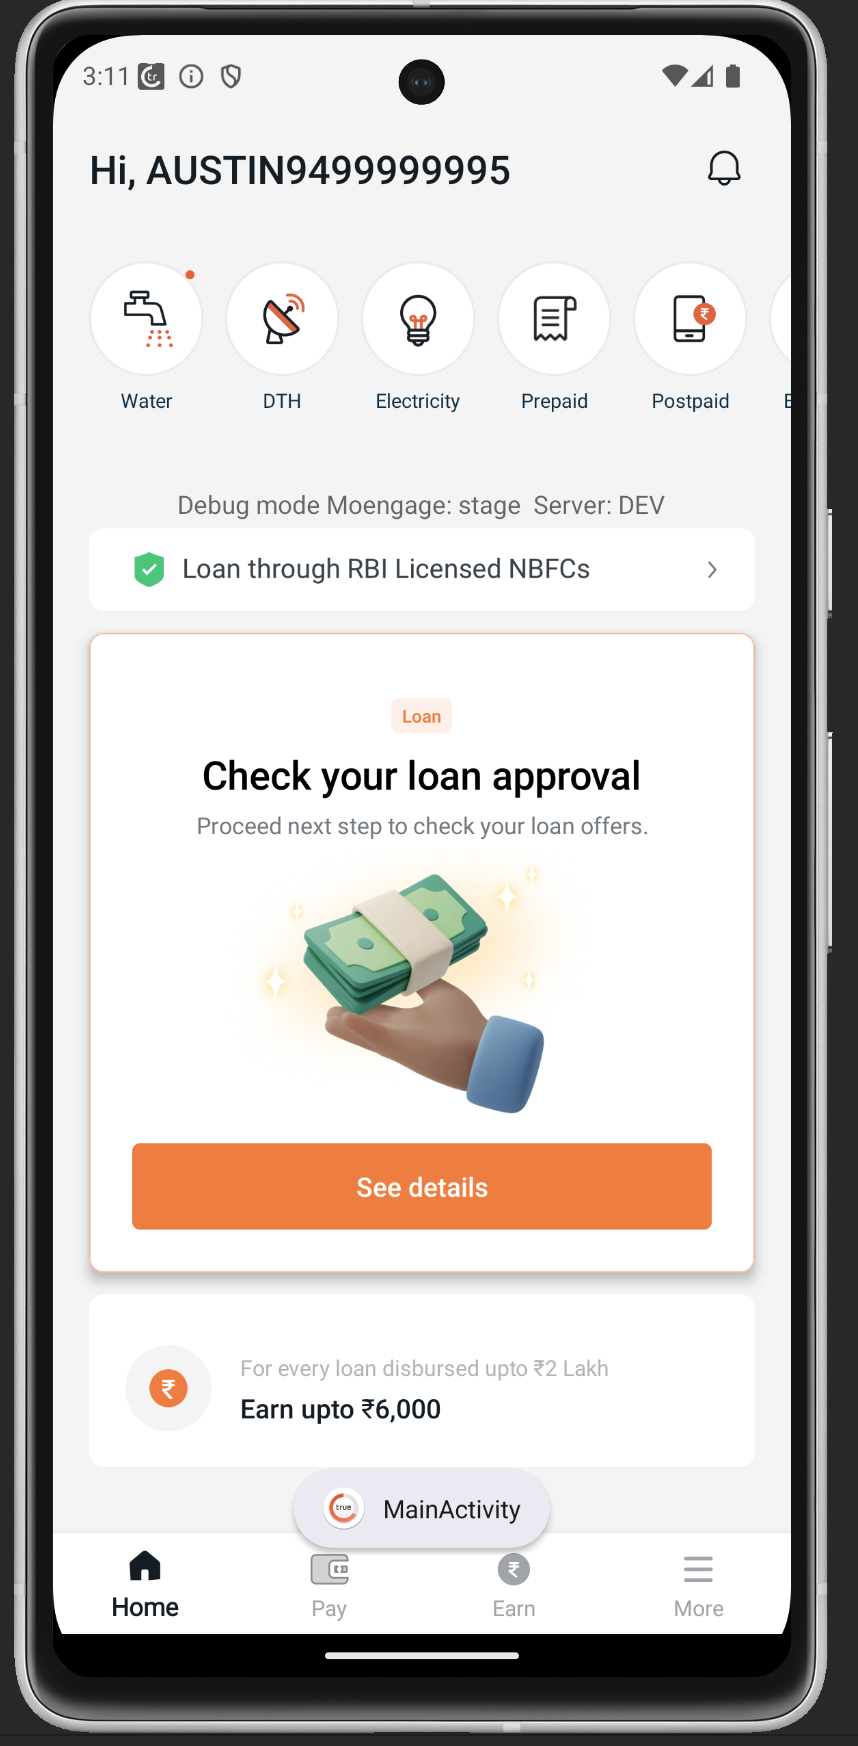 3:11 tr
Hi, AUSTIN9499999995
Water DTH Electricity Prepaid Postpaid
Debug mode Moengage: stage Server: DEV
Loan through RBI Licensed NBFCs
Loan
Check your loan approval
Proceed next step to check your loan offers.
See details
For every loan disbursed upto ₹2 Lakh
Earn upto ₹6,000
true MainActivity
Home Pay Earn More